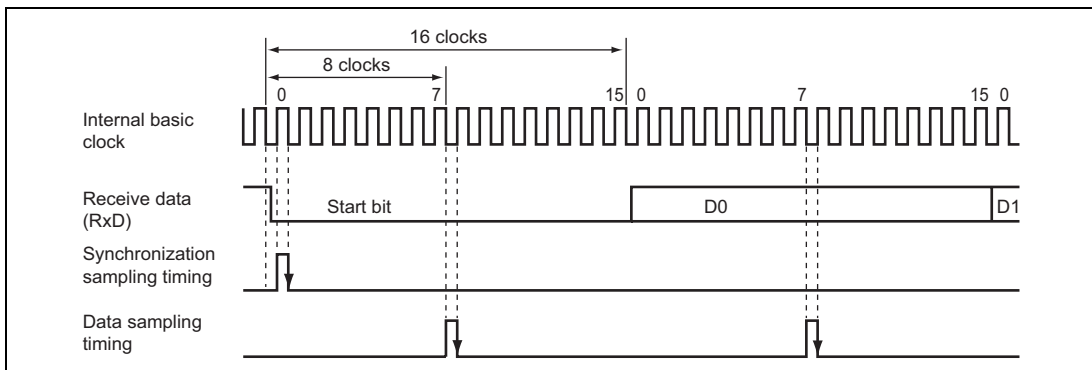 16 clocks
8 clocks
0 7 15 0 7 15 0
Internal basic
clock
Receive data
(RxD)
Start bit D0 D1
Synchronization
sampling timing
Data sampling
timing